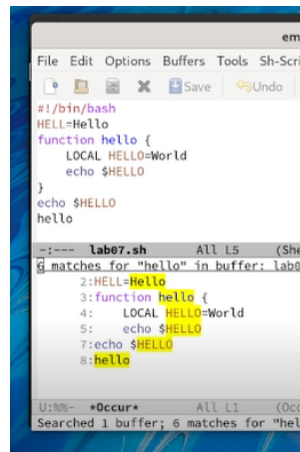 em
File Edit Options Buffers Tools Sh-Scri
Save Undo
#!/bin/bash
HELL=Hello
function hello {
    LOCAL HELLO=World
    echo $HELLO
}
echo $HELLO
hello
-:--- lab07.sh All L5 (She
6 matches for "hello" in buffer: lab0
2:HELL=Hello
3:function hello {
4:    LOCAL HELLO=World
5:    echo $HELLO
7:echo $HELLO
8:hello
U:%%- *Occur* All L1 (Occ
Searched 1 buffer; 6 matches for "hel